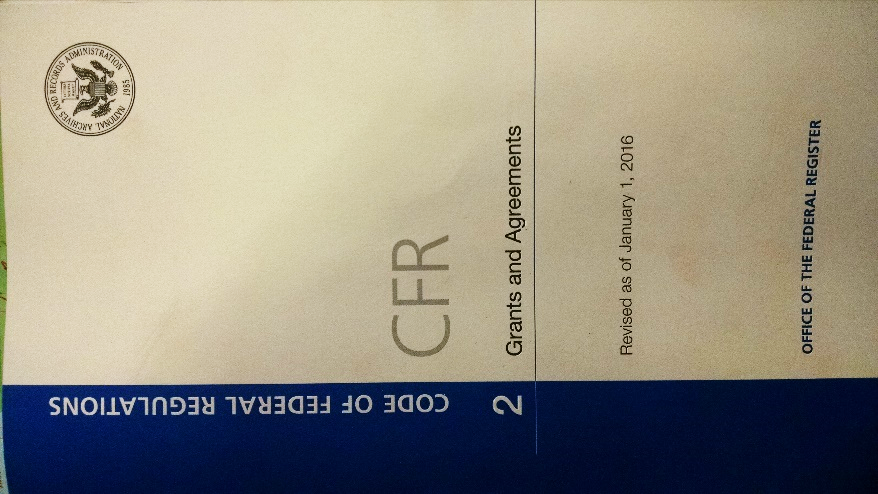 NATIONAL ARCHIVES AND RECORDS ADMINISTRATION
1985
CODE OF FEDERAL REGULATIONS
CFR
2 Grants and Agreements
Revised as of January 1, 2016
OFFICE OF THE FEDERAL REGISTER